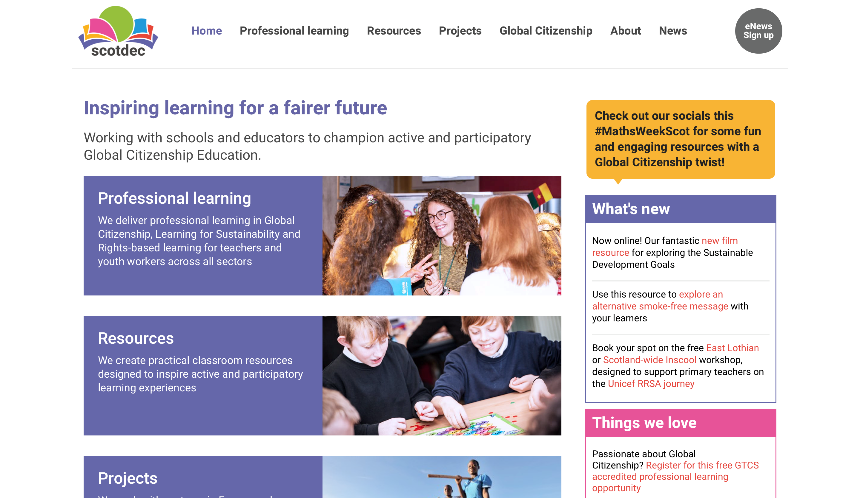 scotdec
Home
Professional learning
Resources
Projects
Global Citizenship
About
News
eNews
Sign up
Inspiring learning for a fairer future
Working with schools and educators to champion active and participatory
Global Citizenship Education.
Professional learning
We deliver professional learning in Global
Citizenship, Learning for Sustainability and
Rights-based learning for teachers and
youth workers across all sectors
Resources
We create practical classroom resources
designed to inspire active and participatory
learning experiences
Projects
Check out our socials this
#MathsWeekScot for some fun
and engaging resources with a
Global Citizenship twist!
What's new
Now online! Our fantastic new film
resource for exploring the Sustainable
Development Goals
Use this resource to explore an
alternative smoke-free message with
your learners
Book your spot on the free East Lothian
or Scotland-wide Inscool workshop,
designed to support primary teachers on
the Unicef RRSA journey
Things we love
Passionate about Global
Citizenship? Register for this free GTCS
accredited professional learning
opportunity